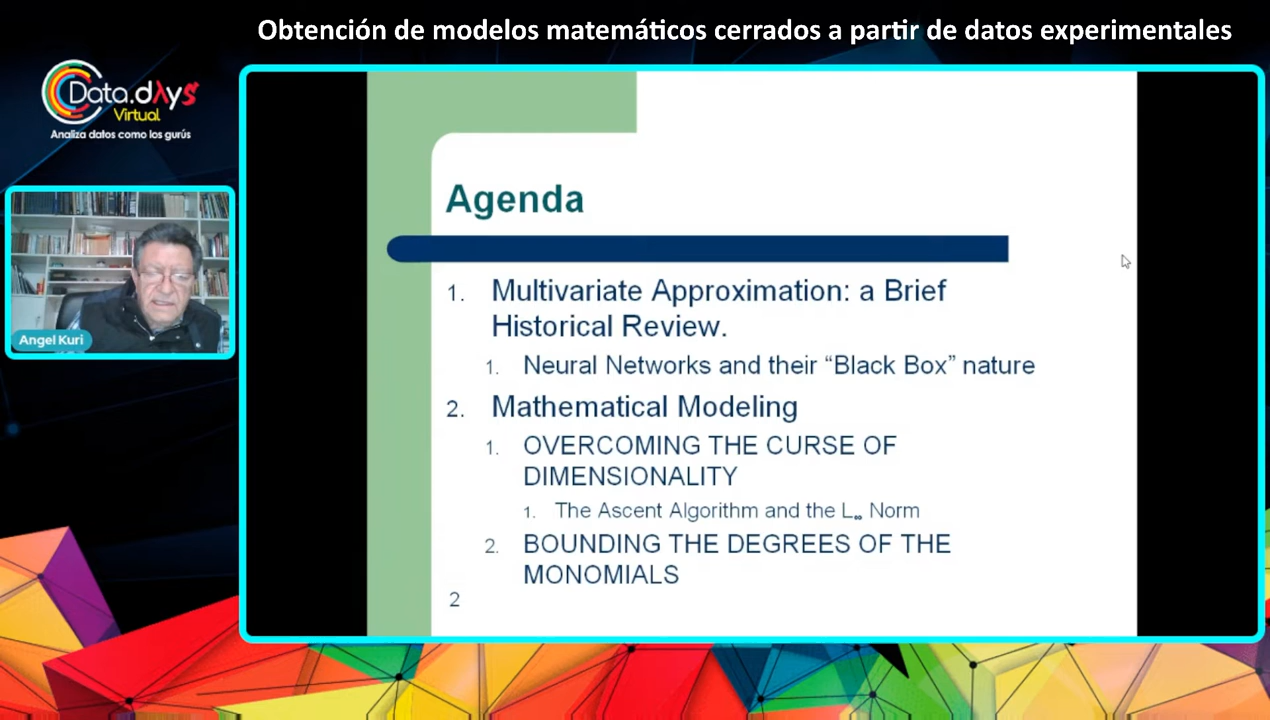 Obtención de modelos matemáticos cerrados a partir de datos experimentales
Data.dAys
Virtual
Analiza datos como los gurús
Angel Kuri
Agenda
1. Multivariate Approximation: a Brief
Historical Review.
1. Neural Networks and their “Black Box” nature
2. Mathematical Modeling
1. OVERCOMING THE CURSE OF
DIMENSIONALITY
1. The Ascent Algorithm and the L∞ Norm
2. BOUNDING THE DEGREES OF THE
MONOMIALS
2